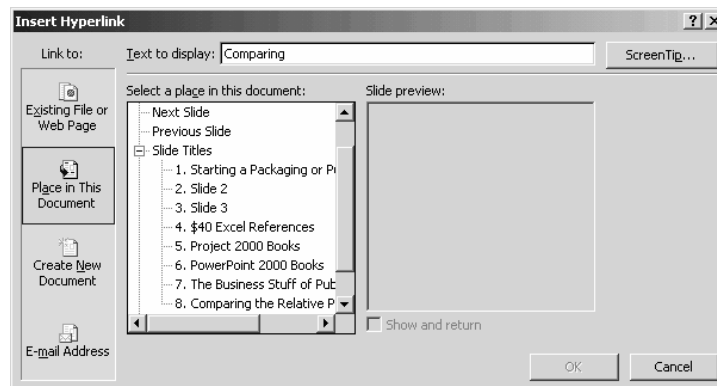 Insert Hyperlink
Link to:
Text to display: Comparing
ScreenTip...
Existing File or
Web Page
Place in This
Document
Create New
Document
E-mail Address
Select a place in this document:
Next Slide
Previous Slide
Slide Titles
1. Starting a Packaging or
2. Slide 2
3. Slide 3
4. $40 Excel References
5. Project 2000 Books
6. PowerPoint 2000 Books
7. The Business Stuff of Pub
8. Comparing the Relative P
Slide preview:
Show and return
OK
Cancel